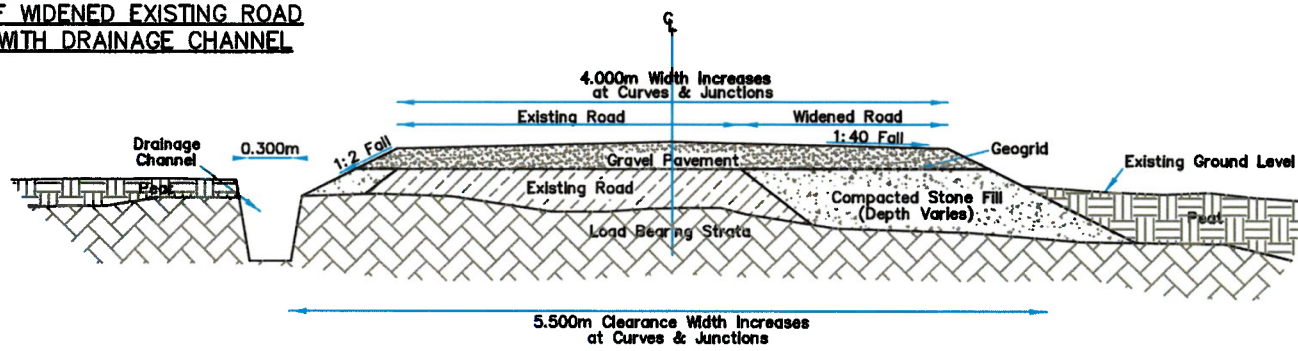 F WIDENED EXISTING ROAD
WITH DRAINAGE CHANNEL
4.000m Width Increases
at Curves & Junctions
Existing Road
Widened Road
Drainage
Channel
0.300m
1:2 Fall
1:40 Fall
Geogrid
Gravel Pavement
Existing Ground Level
Peat
Existing Road
Compacted Stone Fill
(Depth Varies)
Peat
Load Bearing Strata
5.500m Clearance Width Increases
at Curves & Junctions